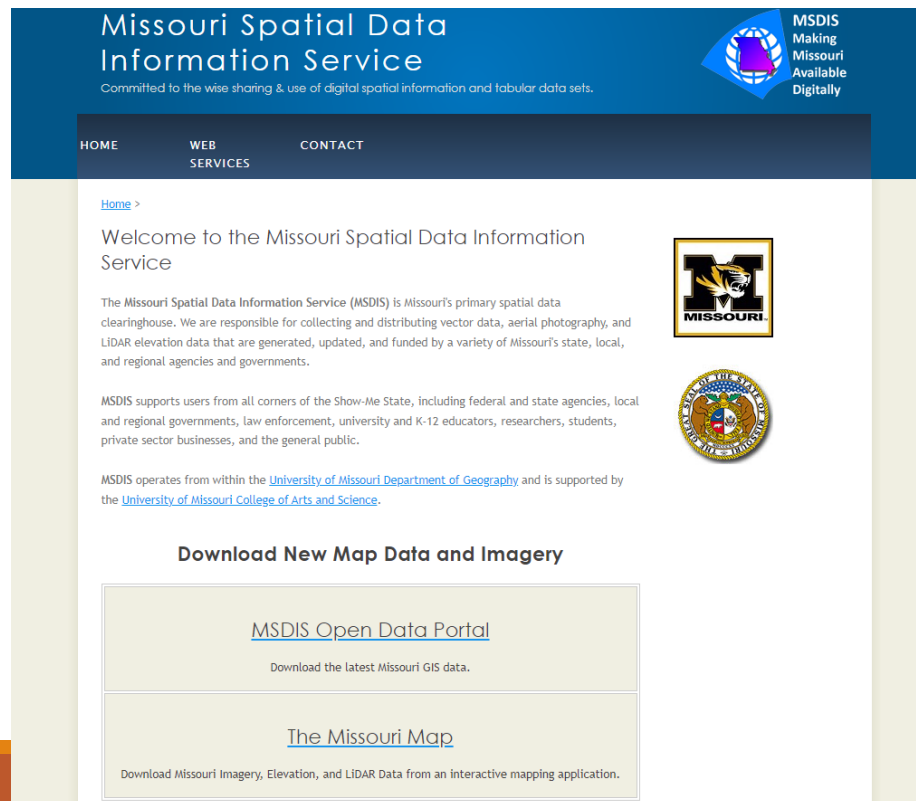 Missouri Spatial Data
Information Service
Committed to the wise sharing & use of digital spatial information and tabular data sets.
MSDIS
Making
Missouri
Available
Digitally
HOME
WEB
SERVICES
CONTACT
Home >
Welcome to the Missouri Spatial Data Information
Service
The Missouri Spatial Data Information Service (MSDIS) is Missouri's primary spatial data
clearinghouse. We are responsible for collecting and distributing vector data, aerial photography, and
LiDAR elevation data that are generated, updated, and funded by a variety of Missouri's state, local,
and regional agencies and governments.
MSDIS supports users from all corners of the Show-Me State, including federal and state agencies, local
and regional governments, law enforcement, university and K-12 educators, researchers, students,
private sector businesses, and the general public.
MSDIS operates from within the University of Missouri Department of Geography and is supported by
the University of Missouri College of Arts and Science.
MISSOURI
THE GREAT SEAL OF THE STATE OF MISSOURI
Download New Map Data and Imagery
MSDIS Open Data Portal
Download the latest Missouri GIS data.
The Missouri Map
Download Missouri Imagery, Elevation, and LiDAR Data from an interactive mapping application.